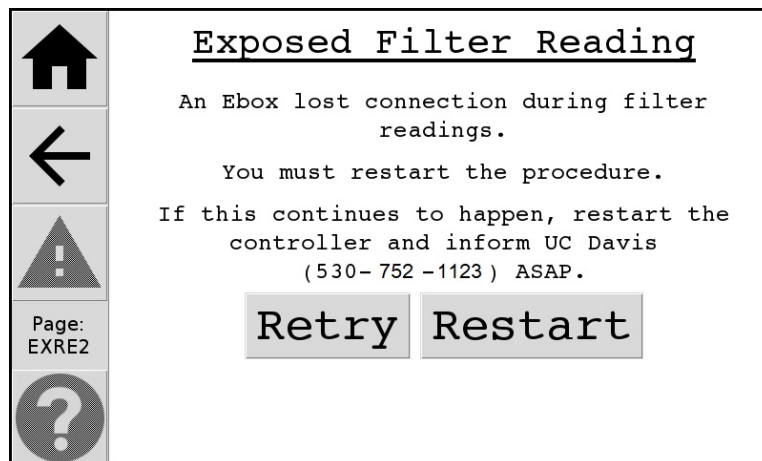 Exposed Filter Reading
An Ebox lost connection during filter
readings.
You must restart the procedure.
If this continues to happen, restart the
controller and inform UC Davis
(530-752-1123) ASAP.
Retry Restart
Page:
EXRE2
!
?